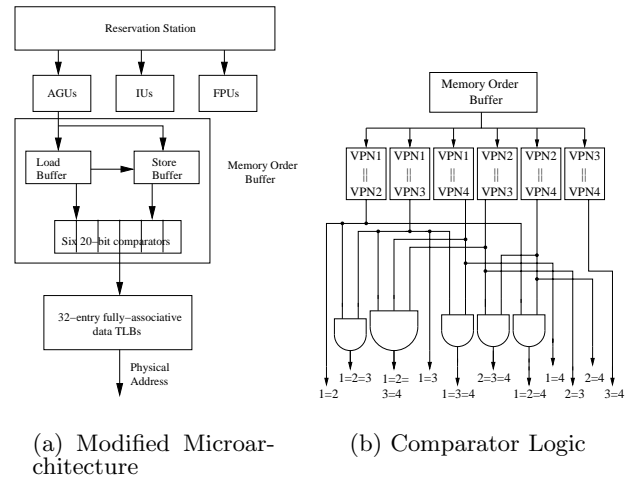 Reservation Station
AGUs
IUs
FPUs
Load
Buffer
Store
Buffer
Memory Order
Buffer
Six 20-bit comparators
32-entry fully-associative
data TLBs
Physical
Address
(a) Modified Microar-
chitecture
Memory Order
Buffer
VPN1 VPN1 VPN1 VPN2 VPN2 VPN3
= = = = = =
VPN2 VPN3 VPN4 VPN3 VPN4 VPN4
1=2
1=2=3
1=2=
3=4
1=3
1=3=4
2=3=4
1=2=4
1=4
2=3
2=4
3=4
(b) Comparator Logic